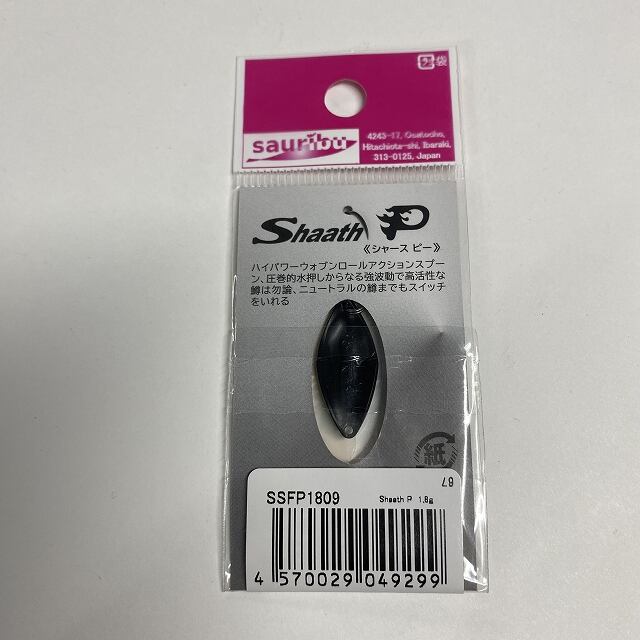 袋
sauribu
4243-17, Osatocho,
Hitachiota-shi, Ibaraki,
313-0125, Japan
Shaath P
《シャース ピー》
ハイパワーウォブンロールアクションスプー
ン、圧巻的水押しからなる強波動で高活性な
鱒は勿論、ニュートラルの鱒までもスイッチ
をいれる
紙
67
SSFP1809
Shaath P 1.8g
4 570029 049299